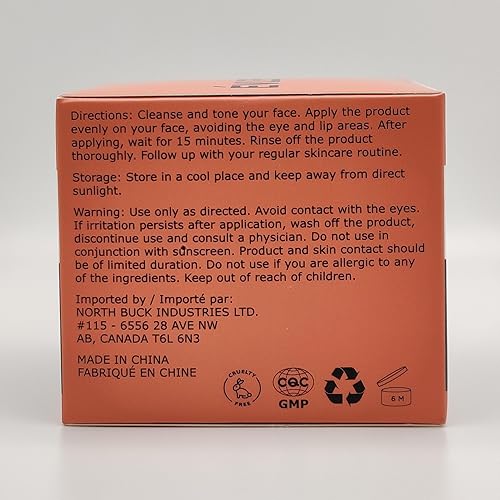 Directions: Cleanse and tone your face. Apply the product
evenly on your face, avoiding the eye and lip areas. After
applying, wait for 15 minutes. Rinse off the product
thoroughly. Follow up with your regular skincare routine.
Storage: Store in a cool place and keep away from direct
sunlight.
Warning: Use only as directed. Avoid contact with the eyes.
If irritation persists after application, wash off the product,
discontinue use and consult a physician. Do not use in
conjunction with sunscreen. Product and skin contact should
be of limited duration. Do not use if you are allergic to any
of the ingredients. Keep out of reach of children.
Imported by / Importé par:
NORTH BUCK INDUSTRIES LTD.
#115 - 6556 28 AVE NW
AB, CANADA T6L 6N3
MADE IN CHINA
FABRIQUÉ EN CHINE
CRUELTY
FREE
CQC
GMP
6 M